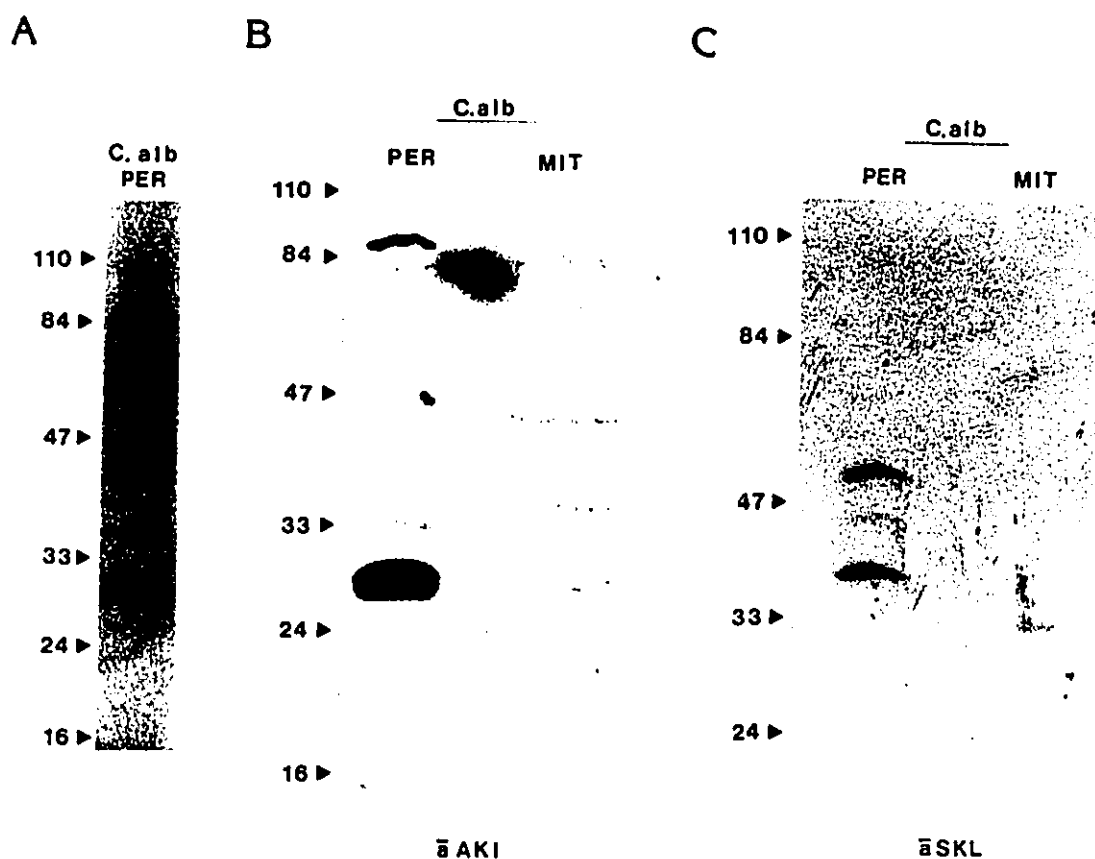 A
B
C
C. alb
PER
110
84
47
33
24
16
C.alb
PER MIT
110
84
47
33
24
16
āAKI
C.alb
PER MIT
110
84
47
33
24
āSKL